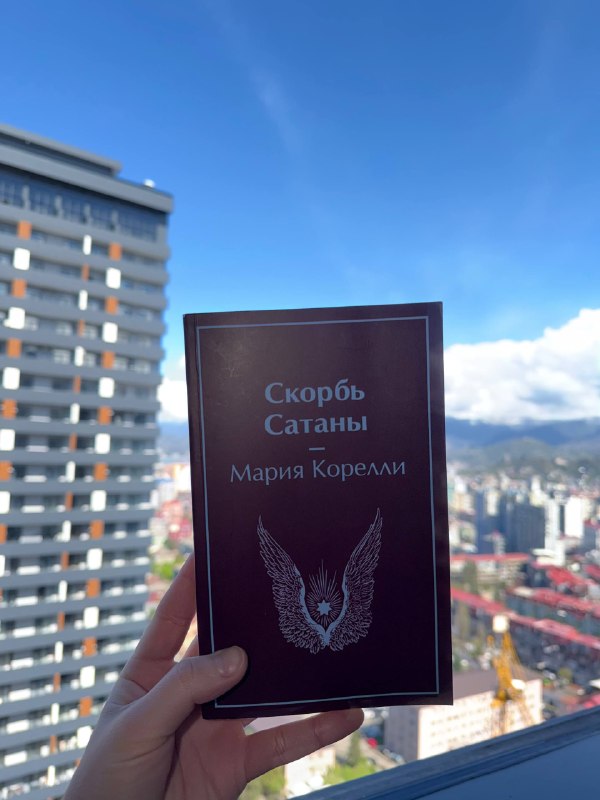 Скорбь
Сатаны
–
Мария Корелли